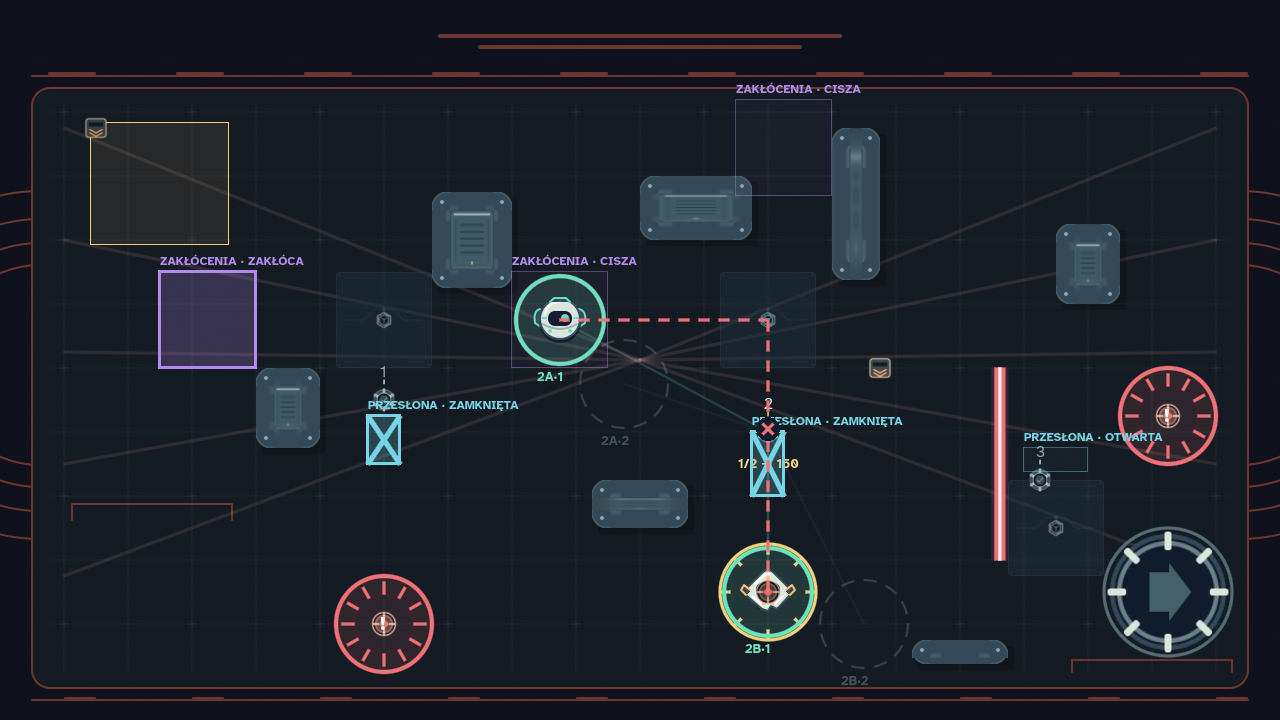 ZAKŁÓCENIA · CISZA
ZAKŁÓCENIA · ZAKŁÓCA
ZAKŁÓCENIA · CISZA
1
2A·1
PRZESŁONA · ZAMKNIĘTA
2
PRZESŁONA · ZAMKNIĘTA
2A·2
PRZESŁONA · OTWARTA
3
2B·1
2B·2